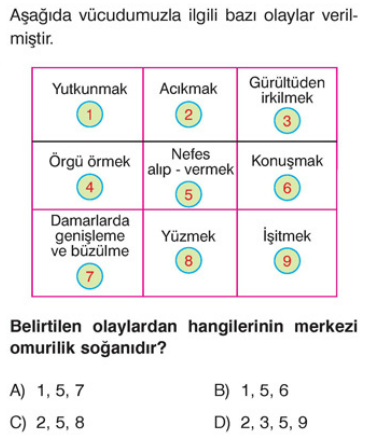 Aşağıda vücudumuzla ilgili bazı olaylar veril-
miştir.
Yutkunmak
1
Acıkmak
2
Gürültüden
irkilmek
3
Örgü örmek
4
Nefes
alıp - vermek
5
Konuşmak
6
Damarlarda
genişleme
ve büzülme
7
Yüzmek
8
İşitmek
9
Belirtilen olaylardan hangilerinin merkezi
omurilik soğanıdır?
A) 1, 5, 7
B) 1, 5, 6
C) 2, 5, 8
D) 2, 3, 5, 9